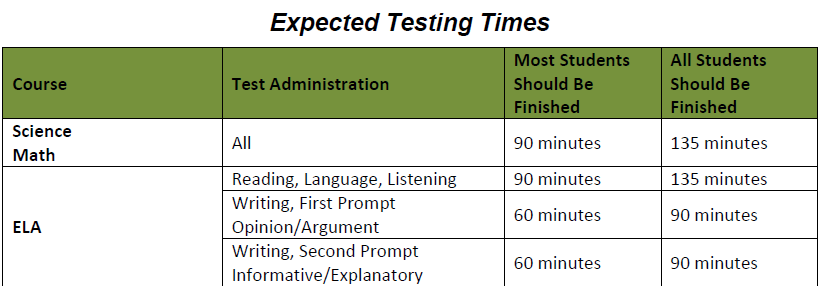 Expected Testing Times
Course Test Administration Most Students Should Be Finished All Students Should Be Finished
Science
Math
All 90 minutes 135 minutes
ELA
Reading, Language, Listening 90 minutes 135 minutes
Writing, First Prompt
Opinion/Argument
60 minutes 90 minutes
Writing, Second Prompt
Informative/Explanatory
60 minutes 90 minutes